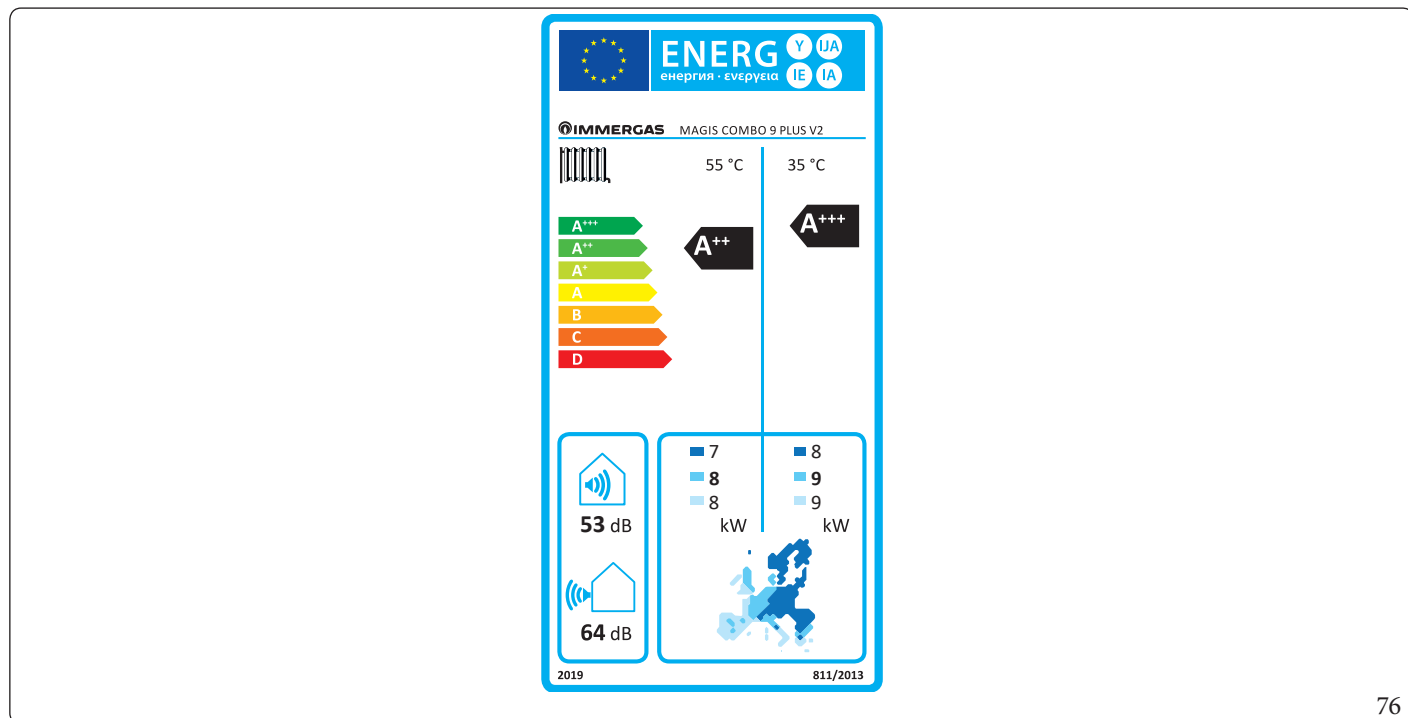 ENERG Y IJA
енергия · ενεργεια IE IA
IMMERGAS MAGIS COMBO 9 PLUS V2
55 °C 35 °C
A+++
A++
A+
A
B
C
D
A++
A+++
53 dB
64 dB
7 8
8 9
8 9
kW kW
2019 811/2013
76